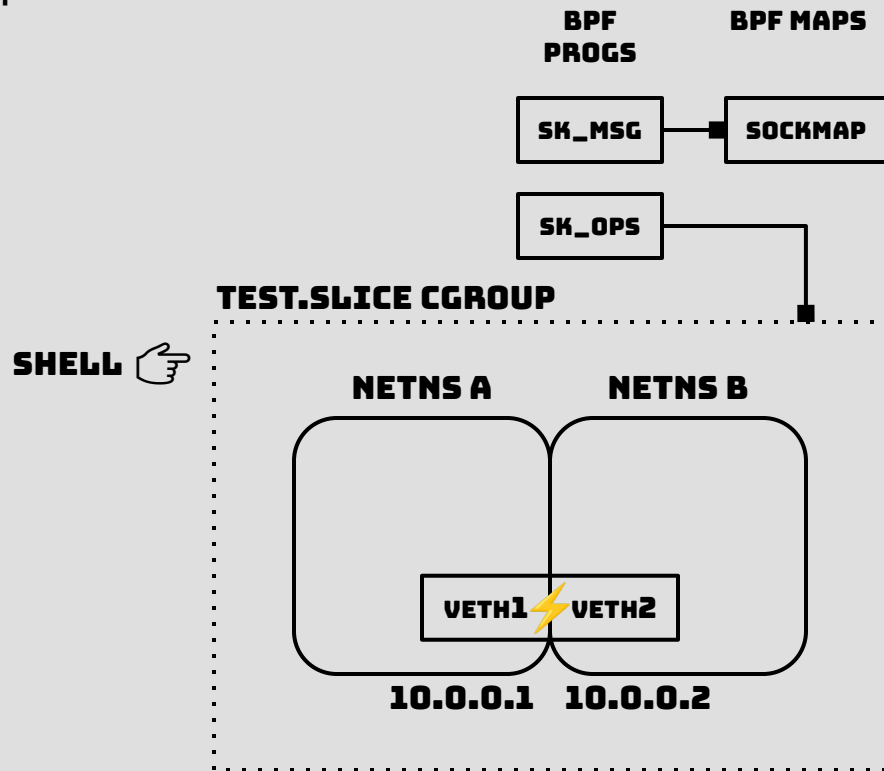 BPF
PROGS
BPF MAPS
SK_MSG
SOCKMAP
SK_OPS
TEST.SLICE CGROUP
SHELL
NETNS A
NETNS B
VETH1
VETH2
10.0.0.1
10.0.0.2